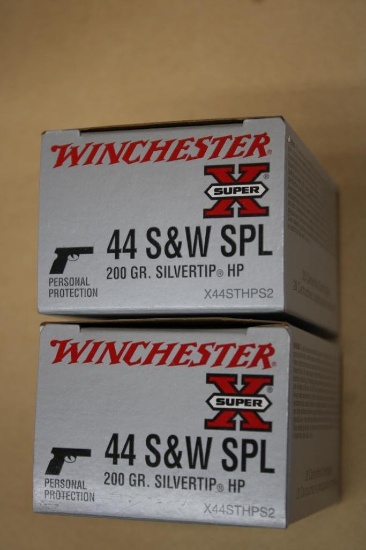 WINCHESTER®
SUPER X
44 S&W SPL
200 GR. SILVERTIP® HP
PERSONAL
PROTECTION
X44STHPS2
WINCHESTER®
SUPER X
44 S&W SPL
200 GR. SILVERTIP® HP
PERSONAL
PROTECTION
X44STHPS2